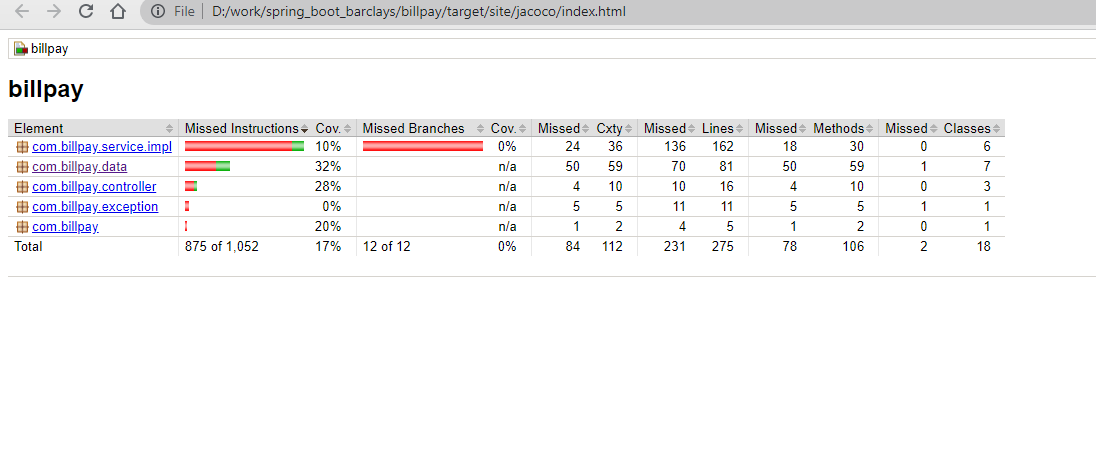 File D:/work/spring_boot_barclays/billpay/target/site/jacoco/index.html
billpay
billpay
Element Missed Instructions Cov. Missed Branches Cov. Missed Cxty Missed Lines Missed Methods Missed Classes
com.billpay.service.impl 10% 0% 24 36 136 162 18 30 0 6
com.billpay.data 32% n/a 50 59 70 81 50 59 1 7
com.billpay.controller 28% n/a 4 10 10 16 4 10 0 3
com.billpay.exception 0% n/a 5 5 11 11 5 5 1 1
com.billpay 20% n/a 1 2 4 5 1 2 0 1
Total 875 of 1,052 17% 12 of 12 0% 84 112 231 275 78 106 2 18